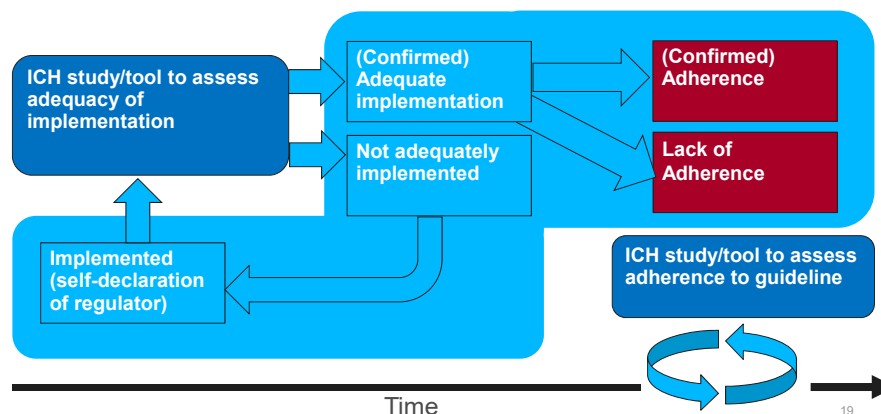 ICH study/tool to assess
adequacy of
implementation
(Confirmed)
Adequate
implementation
(Confirmed)
Adherence
Not adequately
implemented
Lack of
Adherence
Implemented
(self-declaration
of regulator)
ICH study/tool to assess
adherence to guideline
Time
19